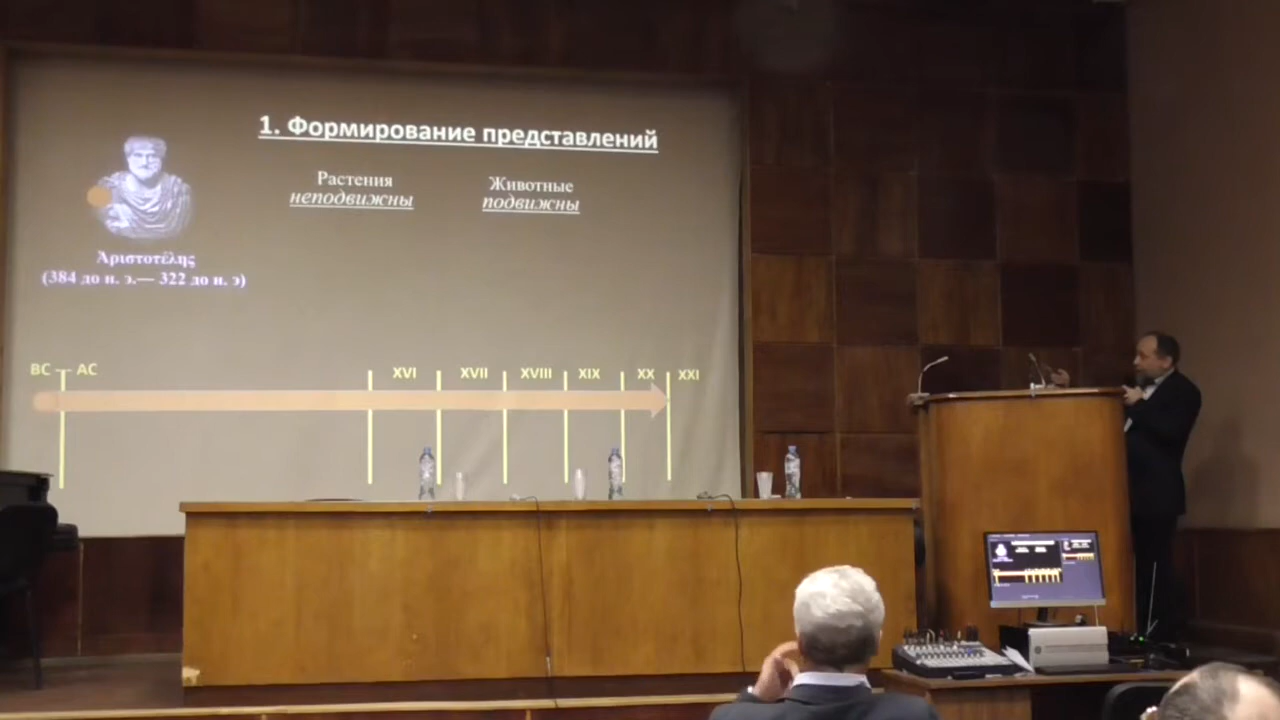 1. Формирование представлений
Растения
неподвижны
Животные
подвижны
Ἀριστοτέλης
(384 до н. э.— 322 до н. э)
BC
AC
XVI
XVII
XVIII
XIX
XX
XXI